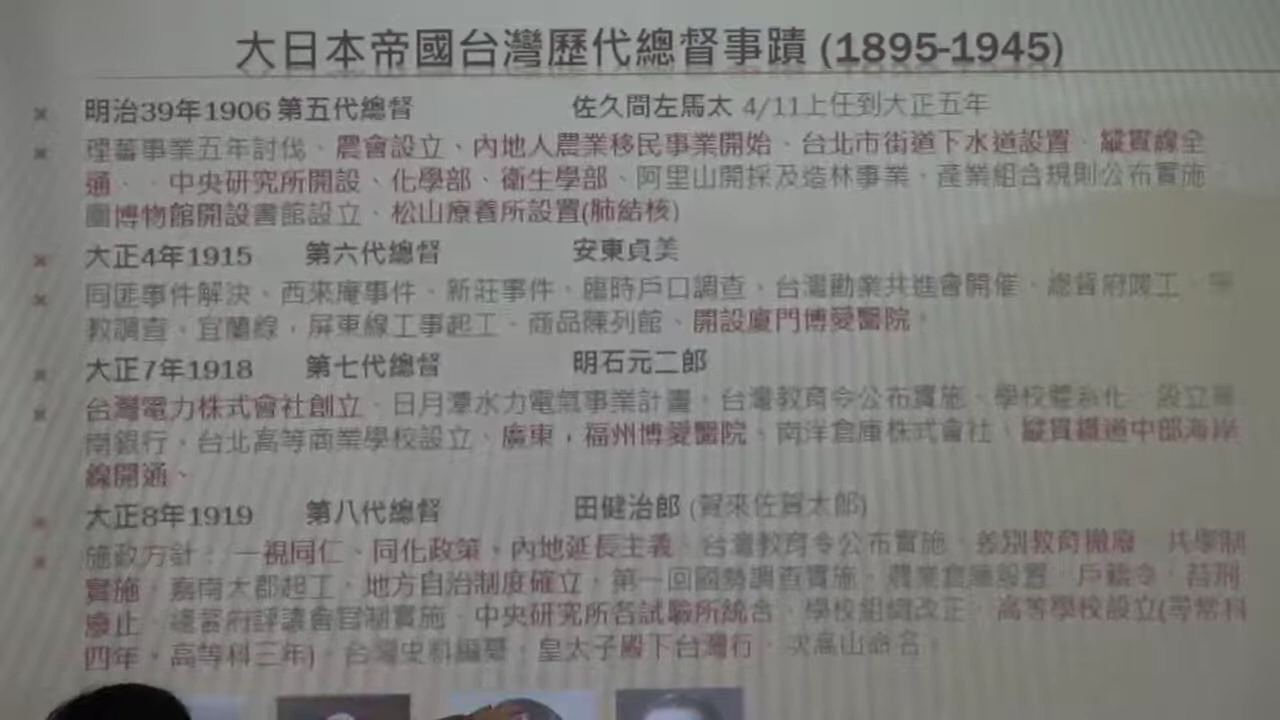 大日本帝國台灣歷代總督事蹟 (1895-1945)
明治39年1906 第五代總督 佐久間左馬太 4/11上任到大正五年
理蕃事業五年討伐、農會設立、內地人農業移民事業開始、台北市街道下水道設置、縱貫線全
通、、中央研究所開設、化學部、衛生學部、阿里山開採及造林事業、產業組合規則公布實施、
圖博物館開設書館設立、松山療養所設置(肺結核)
大正4年1915 第六代總督 安東貞美
同匪事件解決、西來庵事件、新莊事件、臨時戶口調查、台灣勸業共進會開催、總督府竣工、
教調查、宜蘭線，屏東線工事起工、商品陳列館、開設廈門博愛醫院。
大正7年1918 第七代總督 明石元二郎
台灣電力株式會社創立、日月潭水力電氣事業計畫、台灣教育令公布實施、學校雙系化、設立華
南銀行、台北高等商業學校設立、廣東，福州博愛醫院、南洋倉庫株式會社、縱貫鐵道中部海岸
線開通、
大正8年1919 第八代總督 田健治郎 (賀來佐賀太郎)
施政方針： 一視同仁、同化政策、內地延長主義、台灣教育令公布實施、差別教育撤廢、共學制
實施、嘉南大郡起工、地方自治制度確立、第一回國勢調查實施、農業倉庫設置、戶籍令、笞刑
廢止、總督府評議會官制實施、中央研究所各試驗所統合、學校組織改正、高等學校設立(尋常科
四年，高等科三年)、台灣史料編纂、皇太子殿下台灣行、次高山命名。